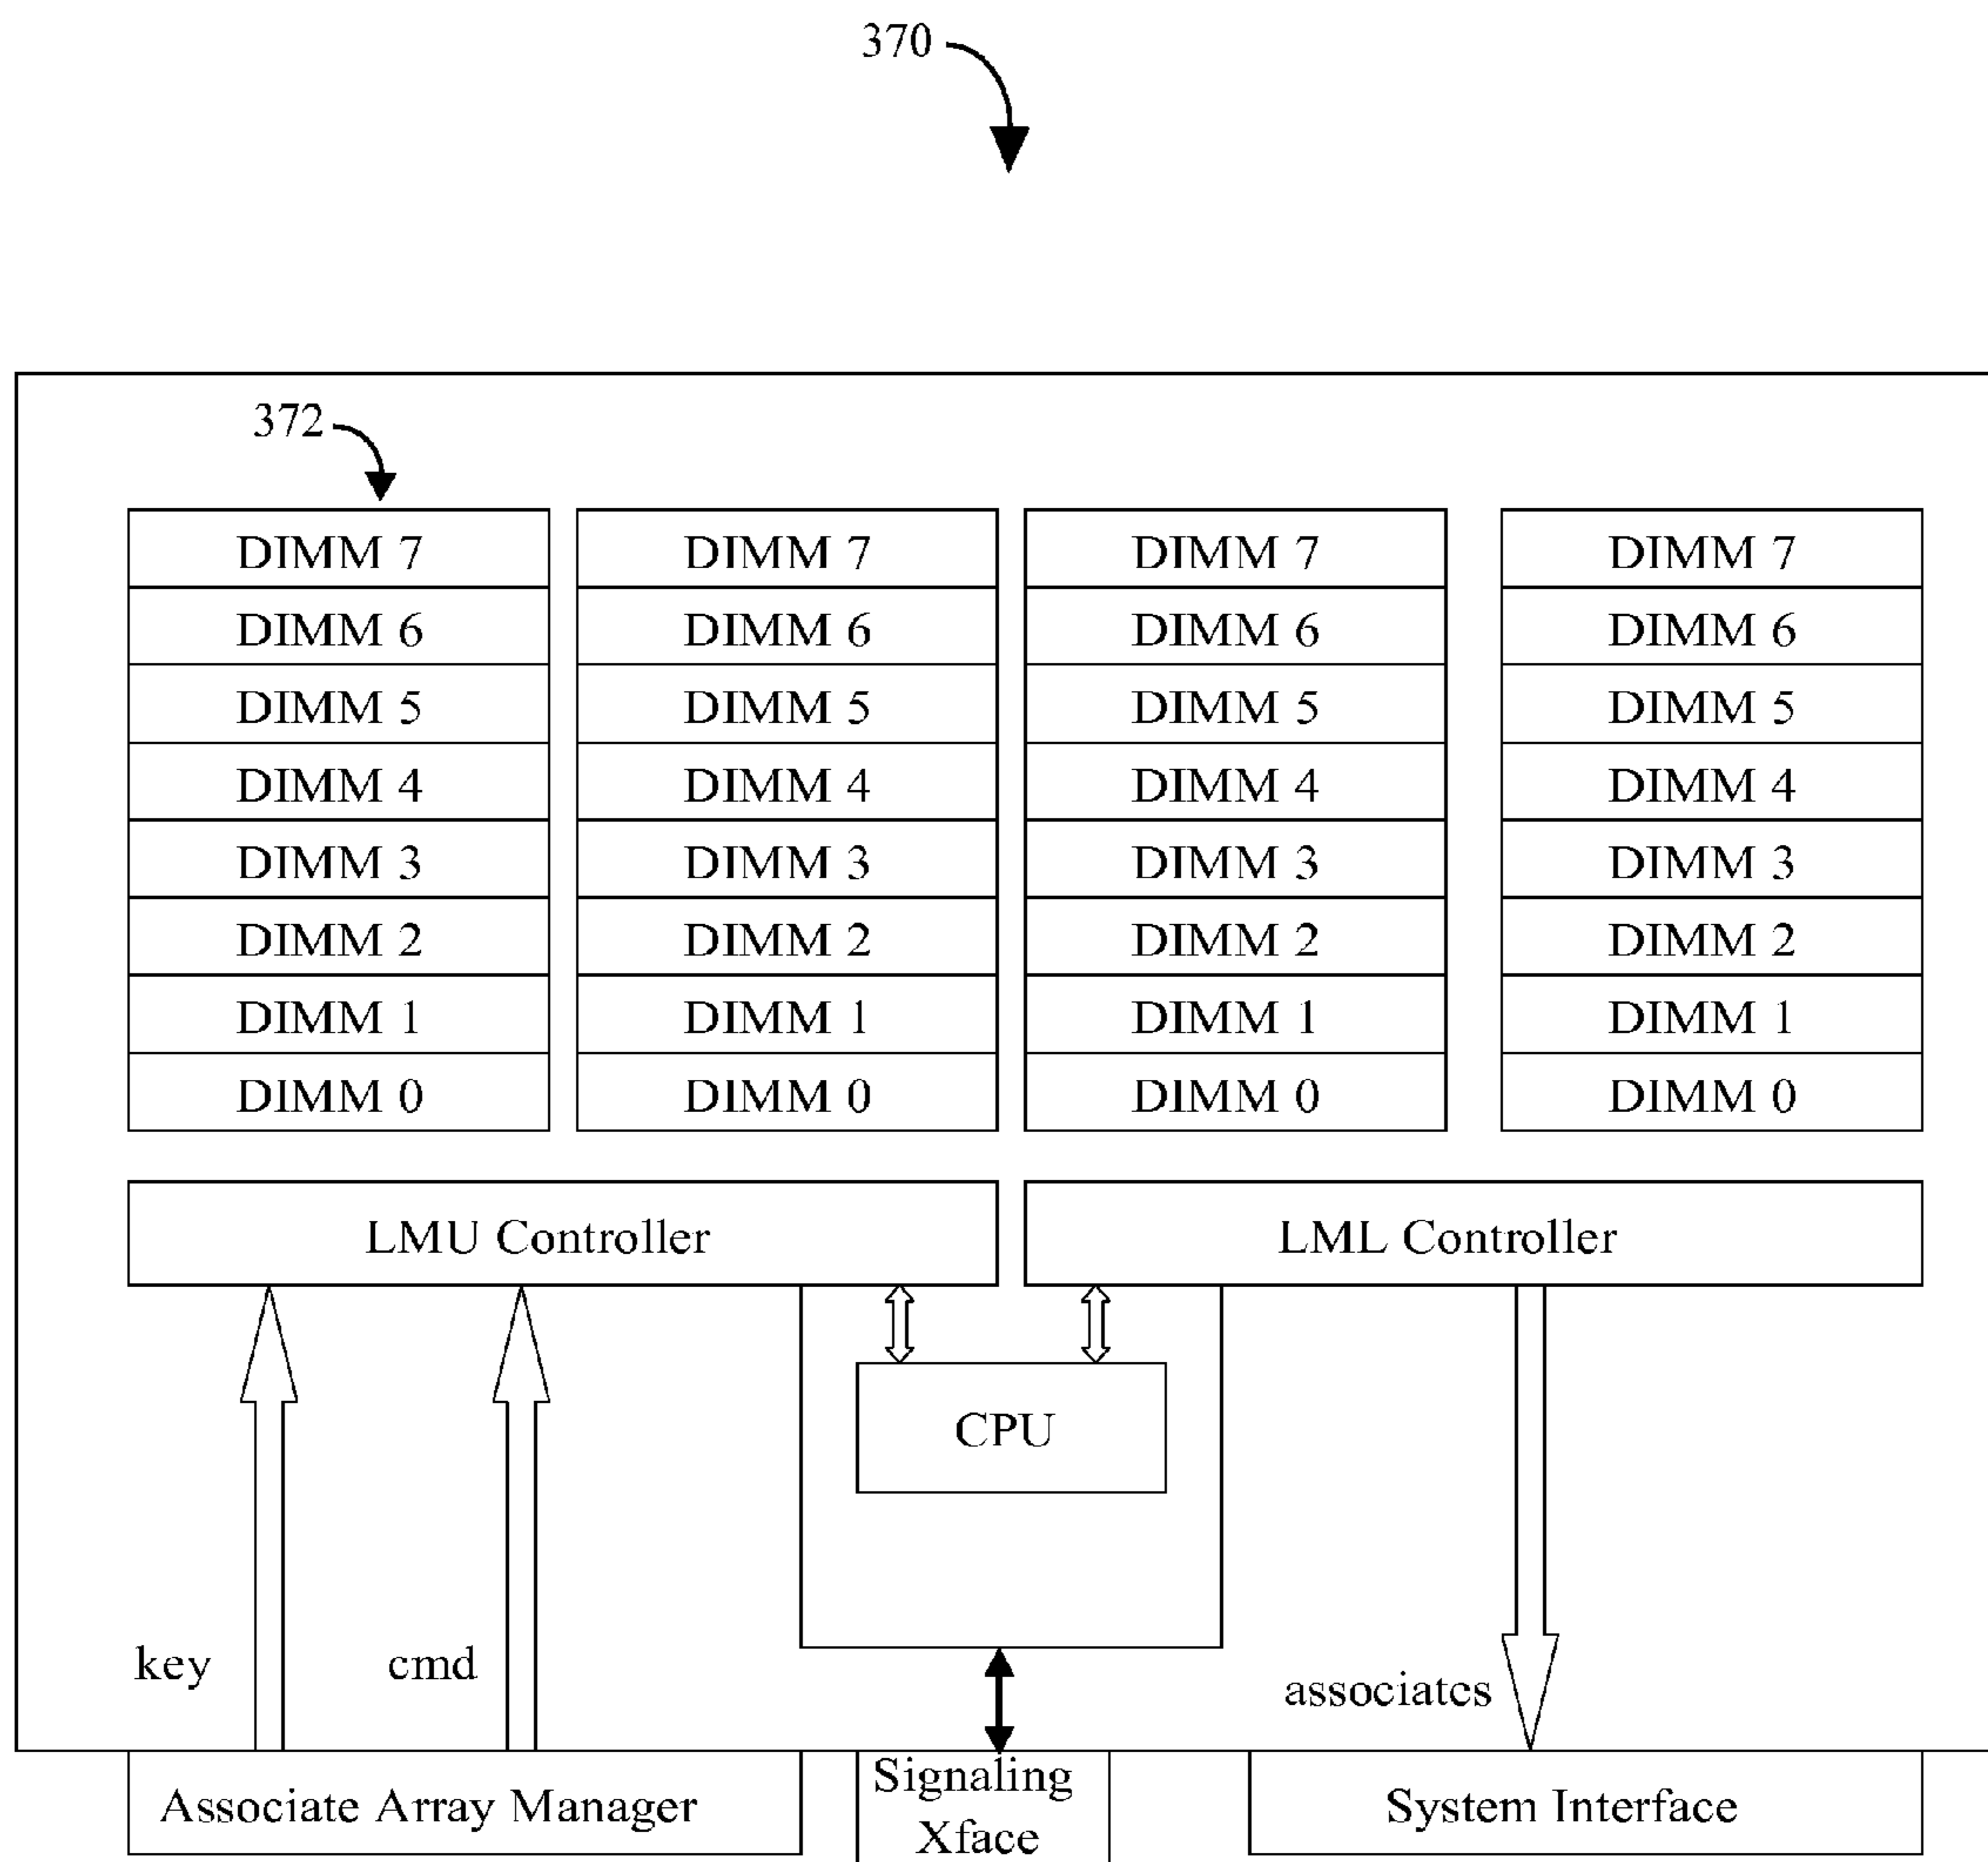 370
372
DIMM 7 DIMM 7 DIMM 7 DIMM 7
DIMM 6 DIMM 6 DIMM 6 DIMM 6
DIMM 5 DIMM 5 DIMM 5 DIMM 5
DIMM 4 DIMM 4 DIMM 4 DIMM 4
DIMM 3 DIMM 3 DIMM 3 DIMM 3
DIMM 2 DIMM 2 DIMM 2 DIMM 2
DIMM 1 DIMM 1 DIMM 1 DIMM 1
DIMM 0 DIMM 0 DIMM 0 DIMM 0
LMU Controller LML Controller
CPU
key cmd associates
Associate Array Manager
Signaling
Xface
System Interface